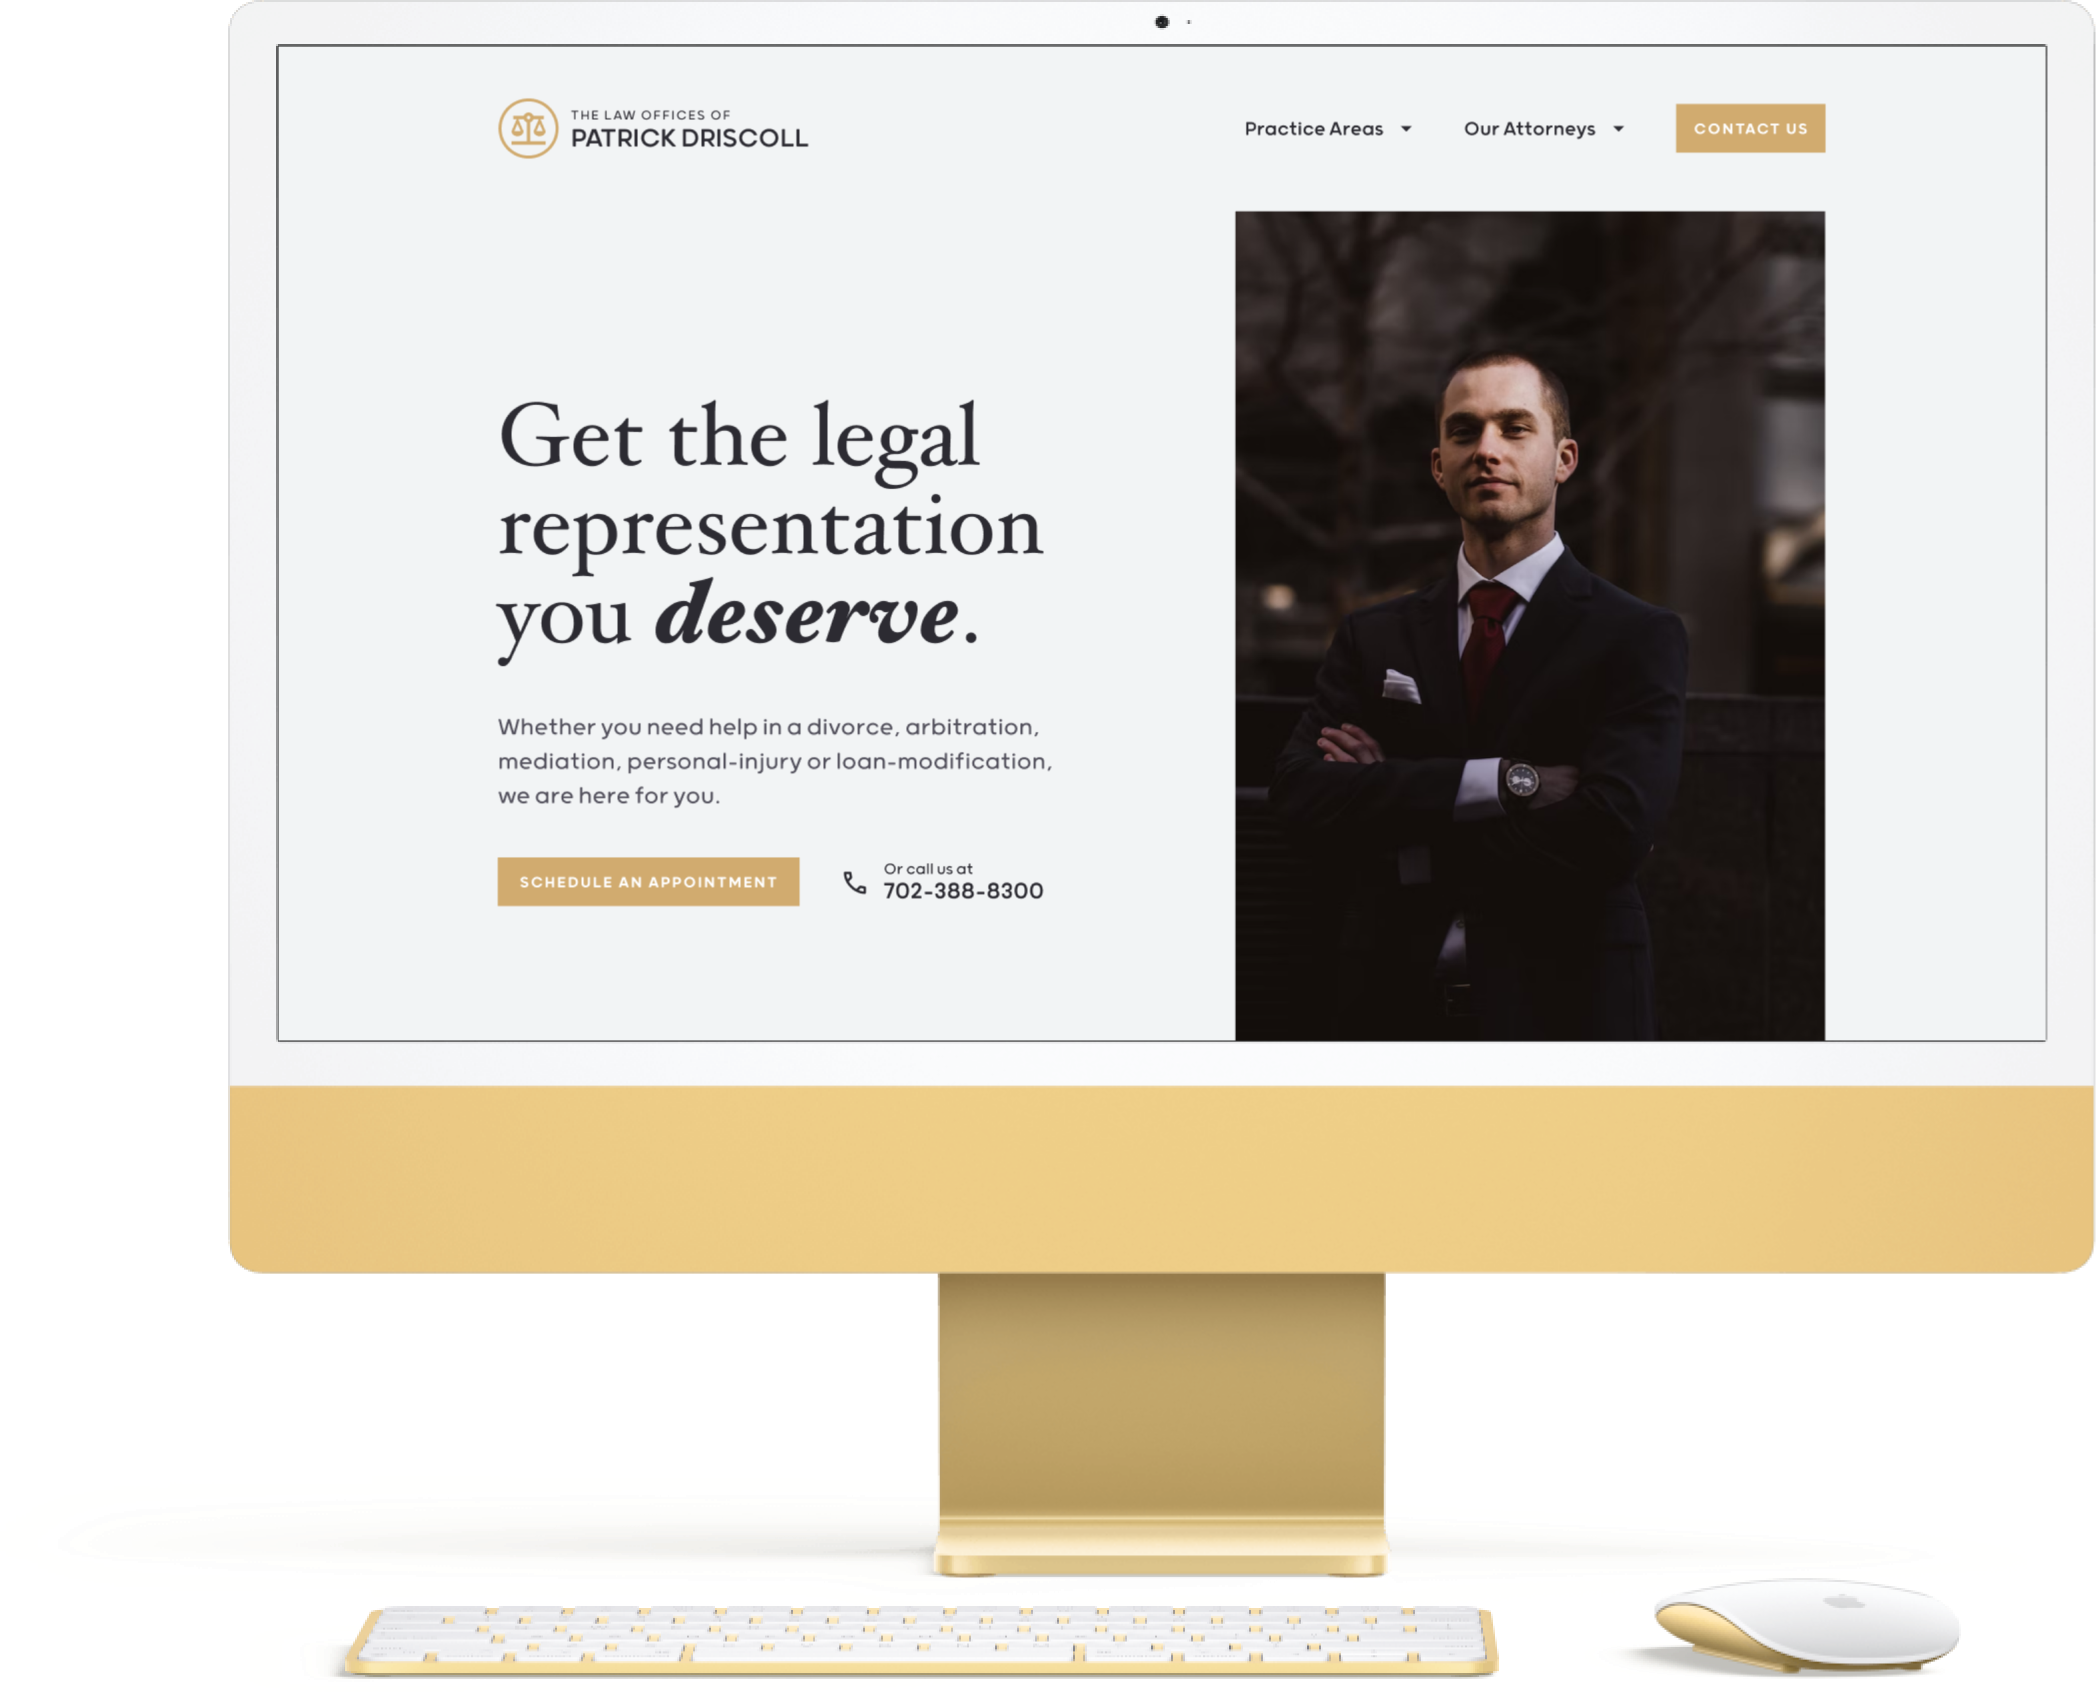 THE LAW OFFICES OF
PATRICK DRISCOLL
Practice Areas
Our Attorneys
CONTACT US
Get the legal
representation
you deserve.
Whether you need help in a divorce, arbitration,
mediation, personal-injury or loan-modification,
we are here for you.
SCHEDULE AN APPOINTMENT
Or call us at
702-388-8300